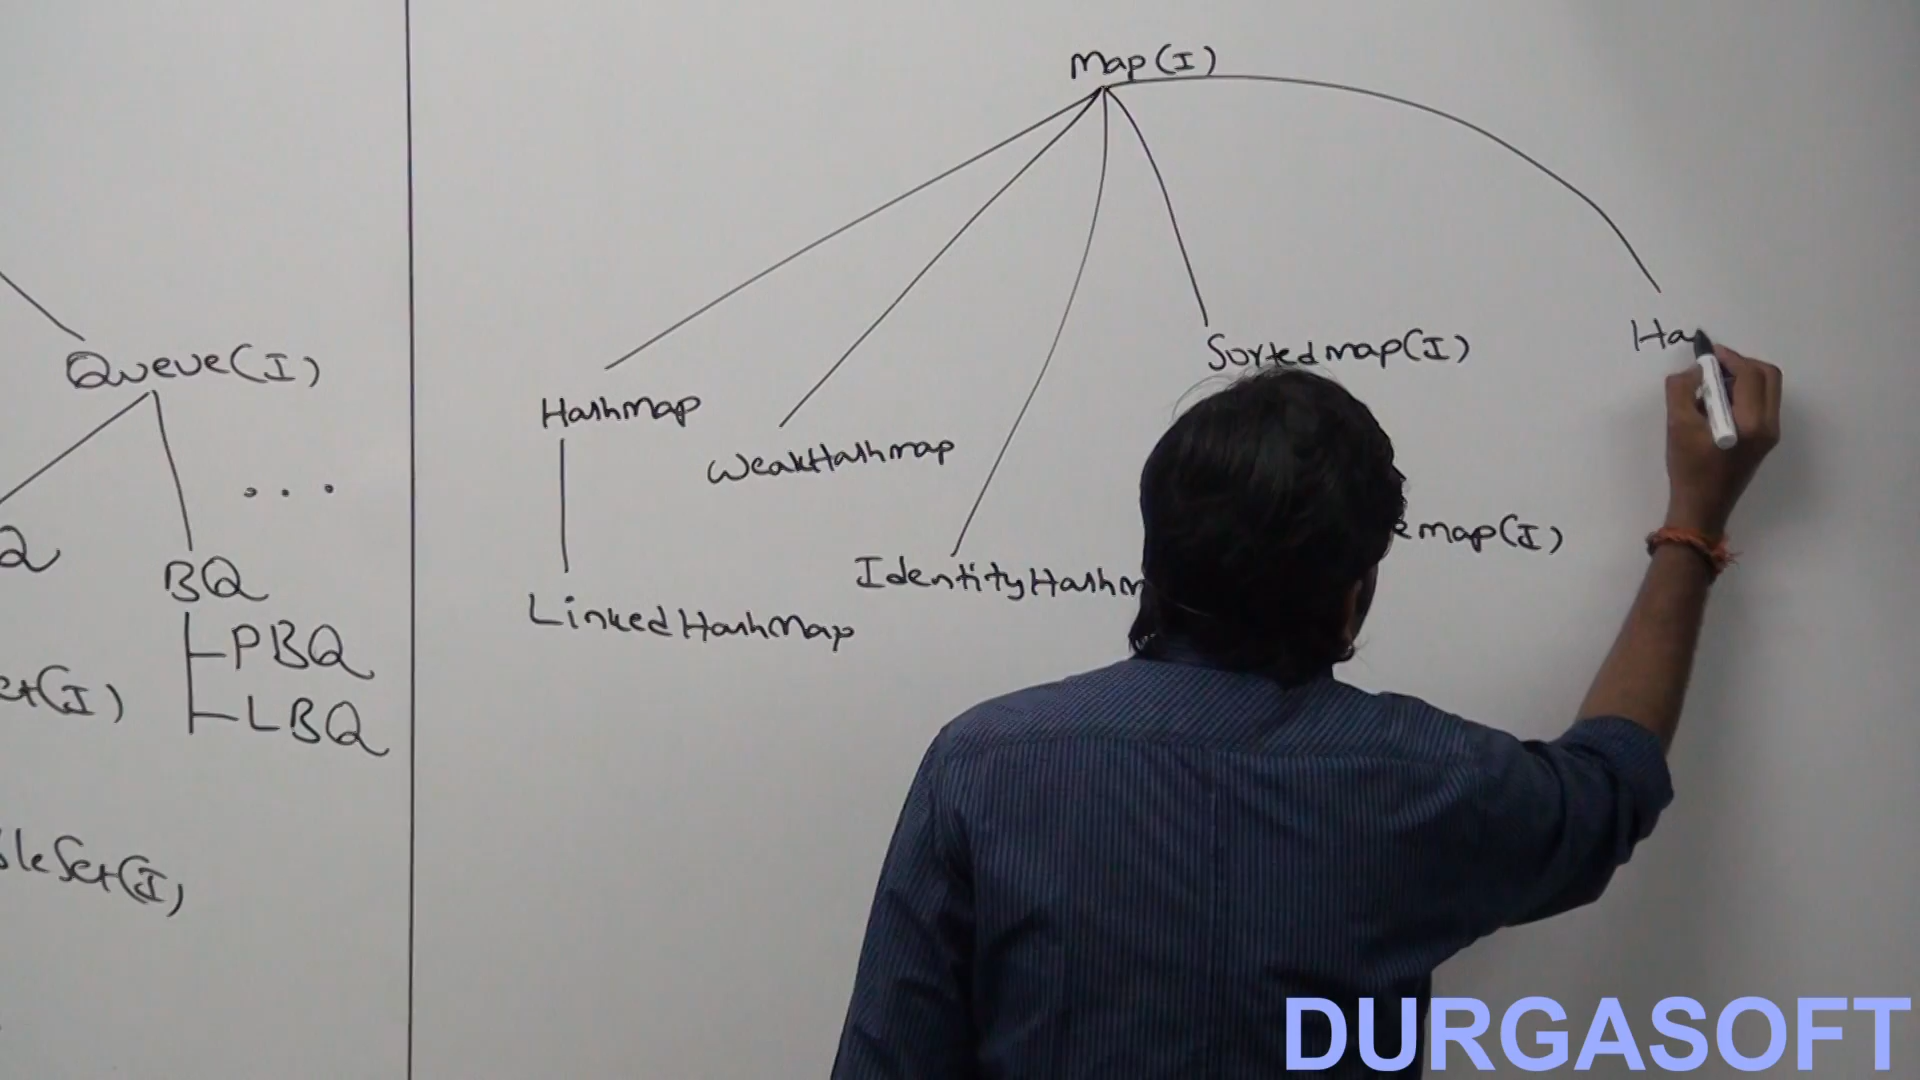 Map(I)
Queue(I)
...
BQ
PBQ
LBQ
HashMap
LinkedHashMap
WeakHashmap
IdentityHashm
Sortedmap(I)
map(I)
Ha
DURGASOFT